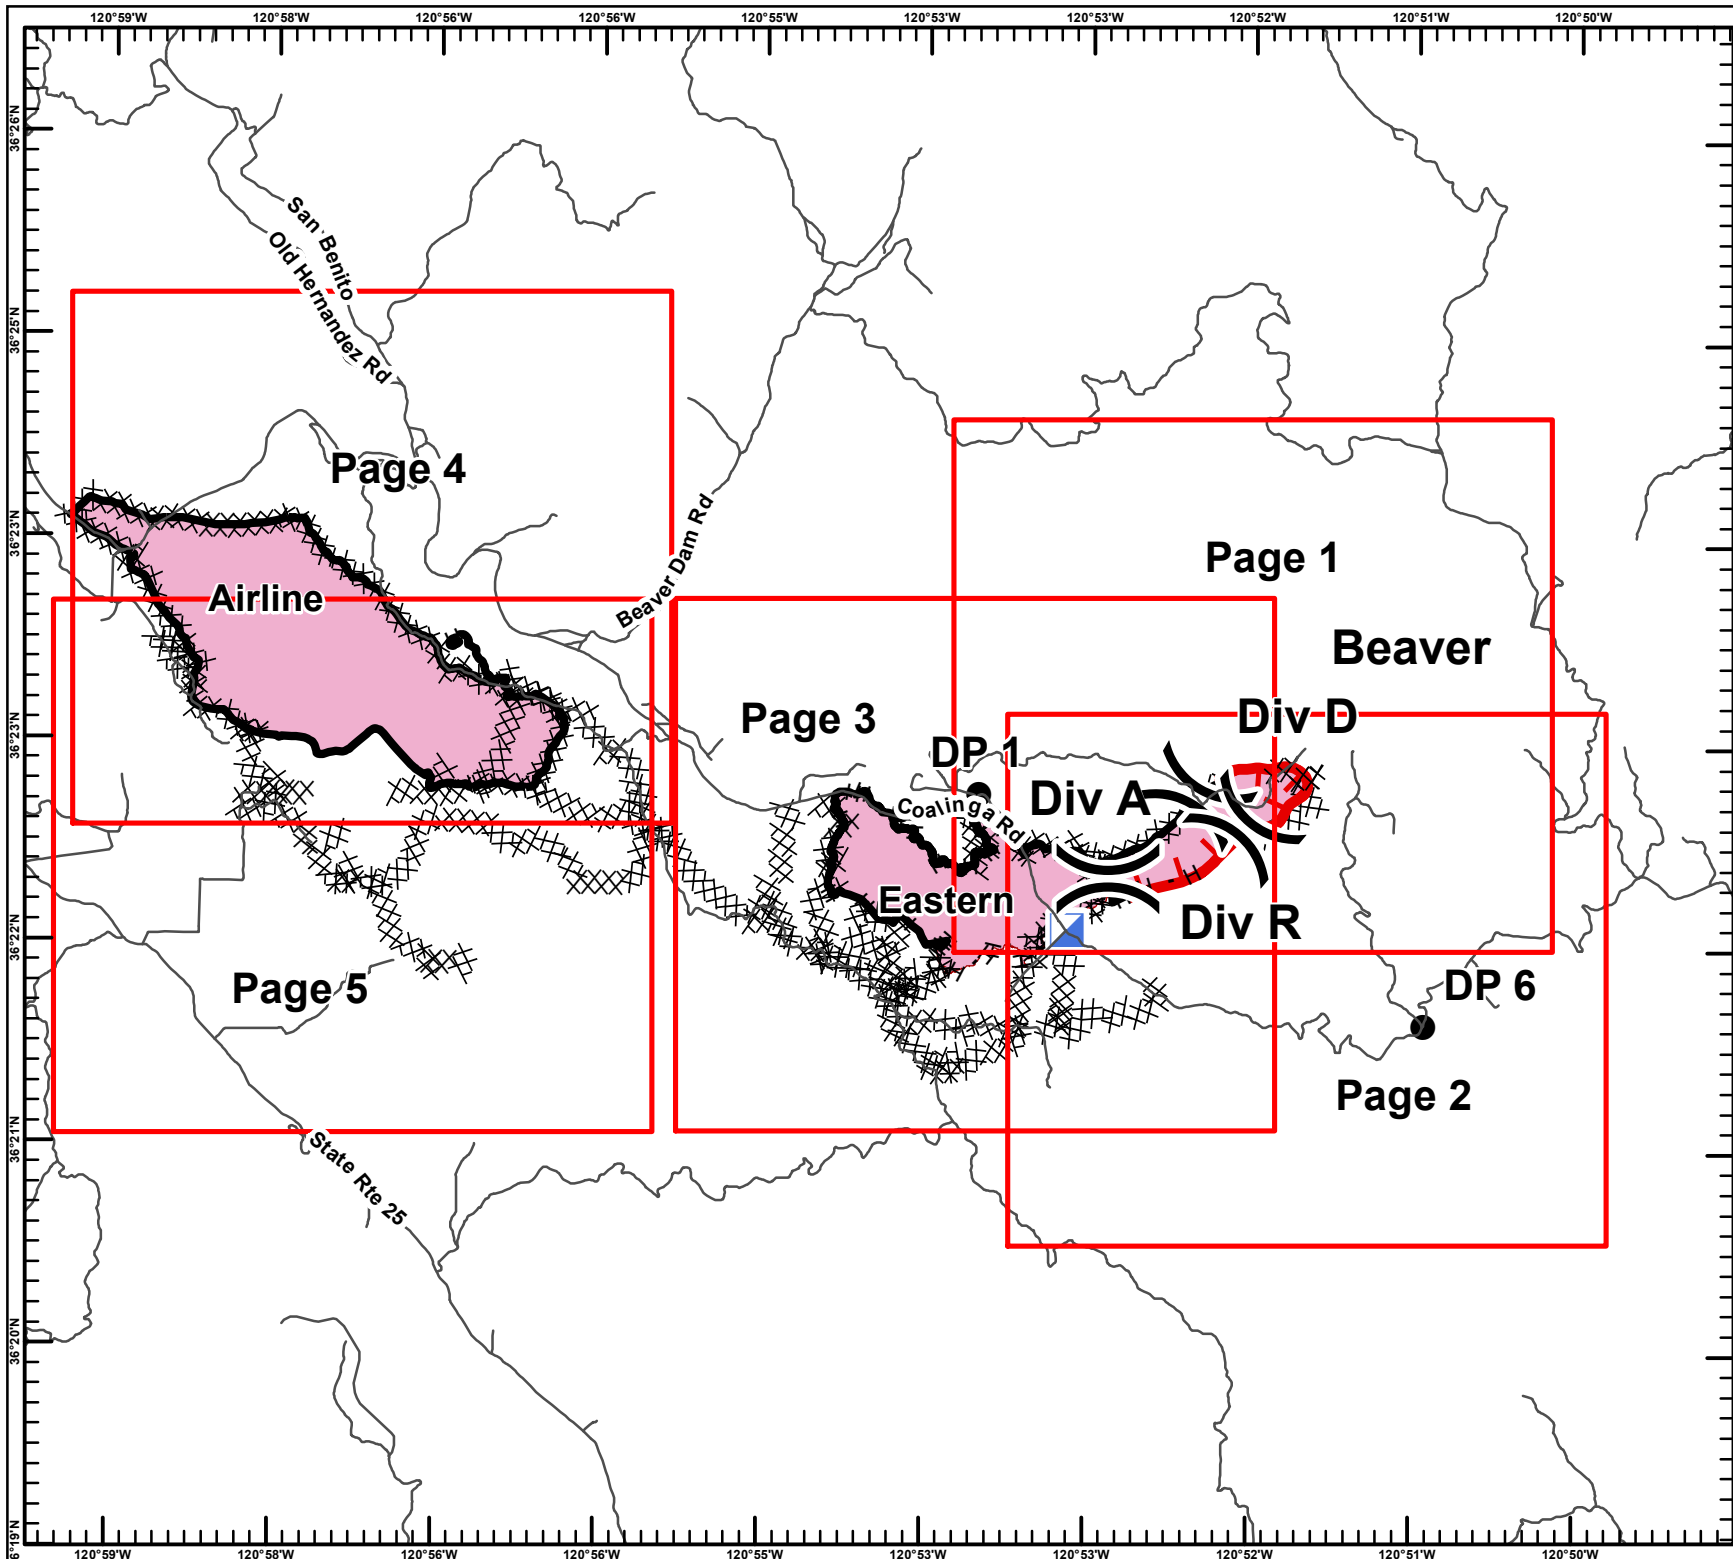 120°59'W 120°58'W 120°56'W 120°56'W 120°55'W 120°53'W 120°53'W 120°52'W 120°51'W 120°50'W
36°26'N
San Benito
Old Hernandez Rd
36°25'N
Page 4
Beaver Dam Rd
36°23'N
Page 1
Airline
Beaver
36°23'N
Page 3
Div D
DP 1
Div A
Coalinga Rd
H
Eastern
Div R
36°22'N
Page 5
DP 6
Page 2
36°21'N
State Rte 25
36°20'N
6°19'N
120°59'W 120°58'W 120°56'W 120°56'W 120°55'W 120°53'W 120°53'W 120°52'W 120°51'W 120°50'W